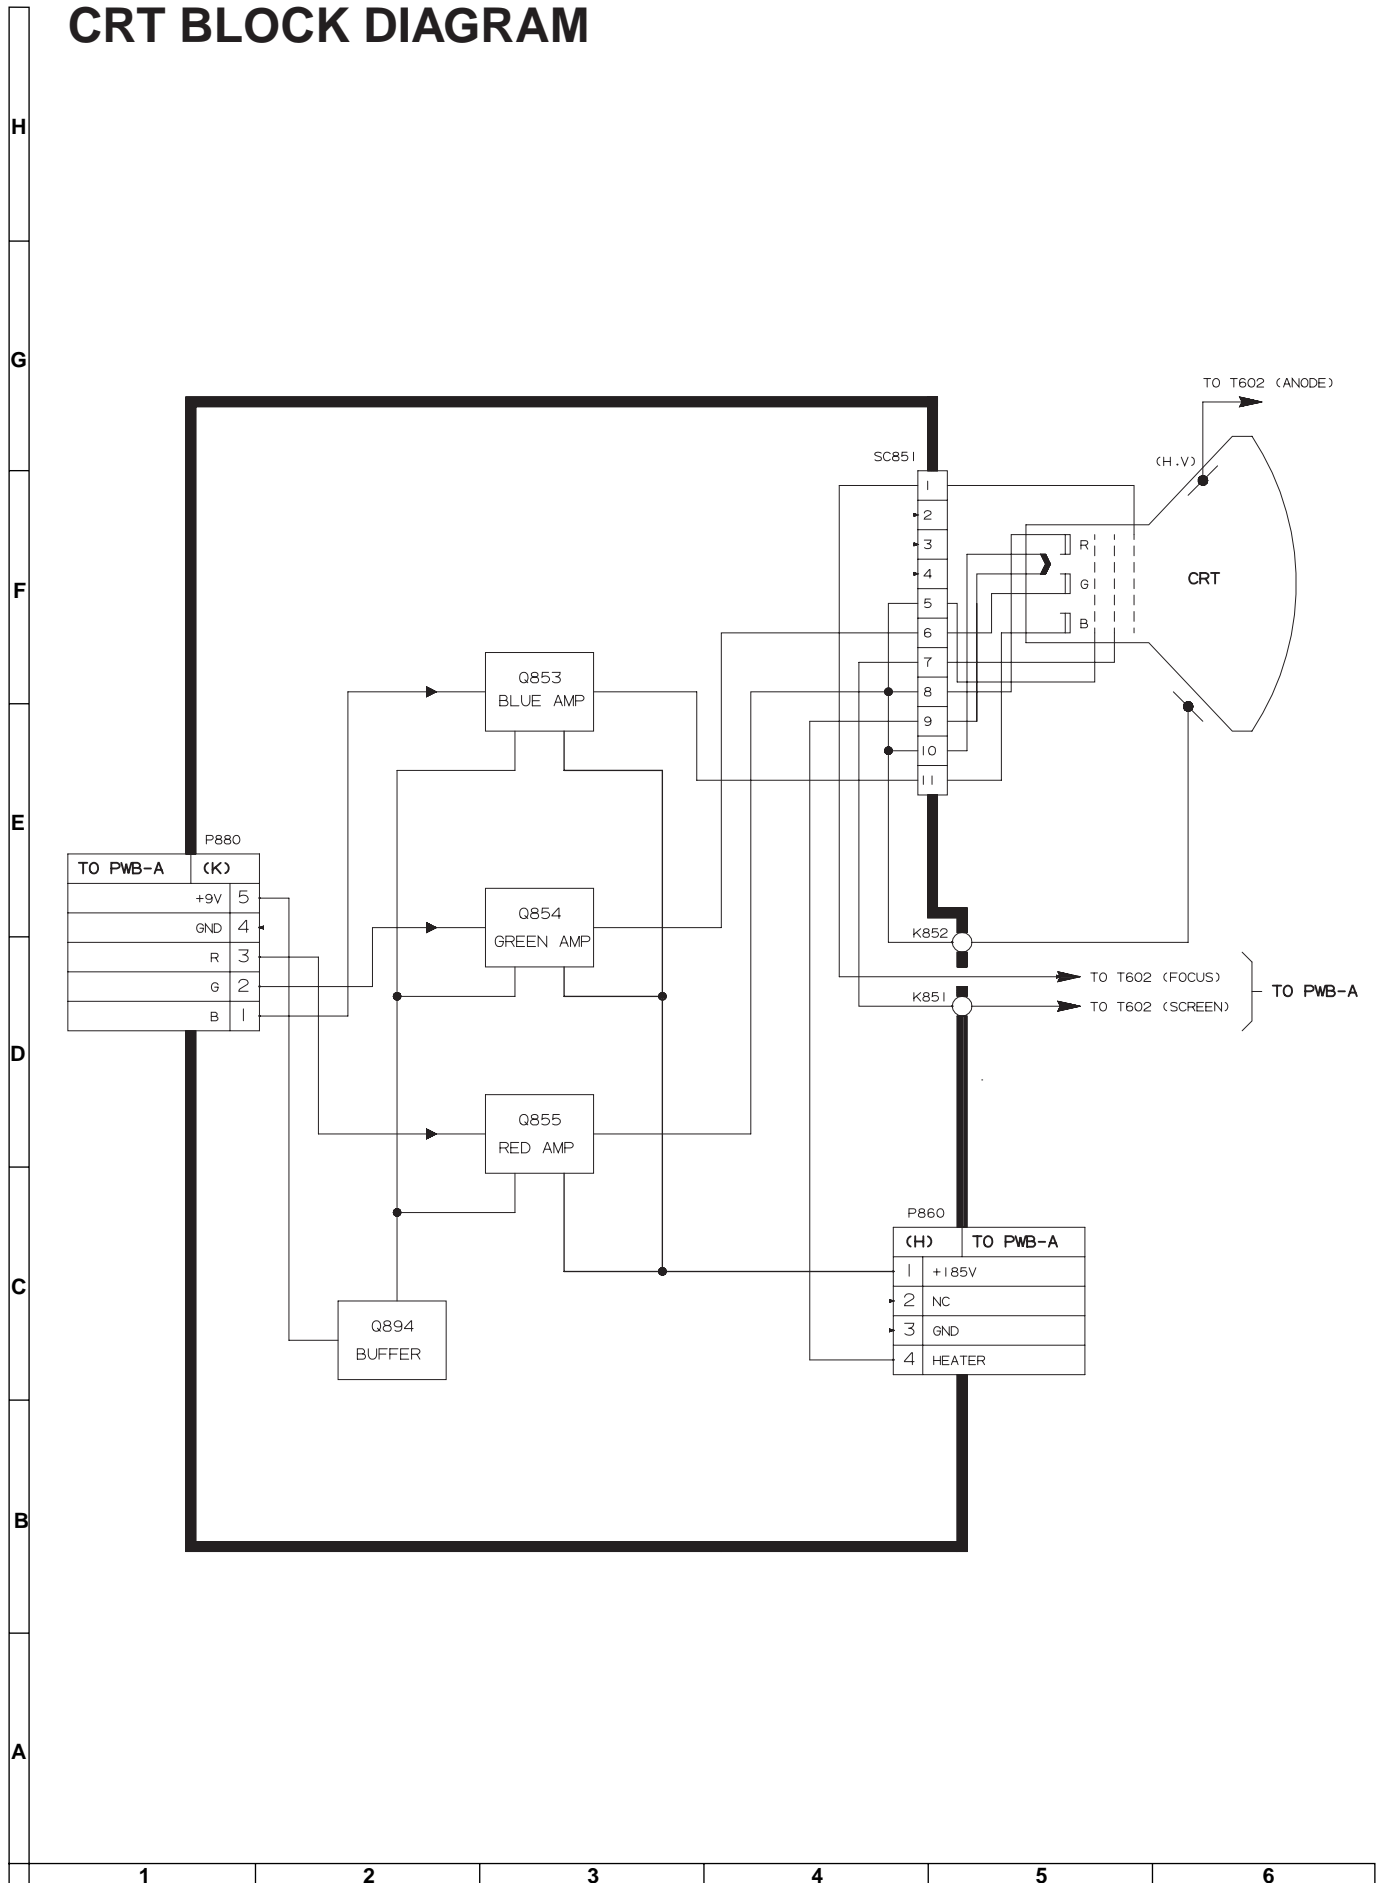 CRT BLOCK DIAGRAM
H
G
TO T602 (ANODE)
SC851
(H.V)
1
2
3
4
5
6
7
8
9
10
11
R
G
B
CRT
F
Q853
BLUE AMP
E
P880
TO PWB-A (K)
+9V 5
GND 4
R 3
G 2
B 1
Q854
GREEN AMP
K852
TO T602 (FOCUS)
K851
TO T602 (SCREEN)
TO PWB-A
D
Q855
RED AMP
P860
(H) TO PWB-A
1 +185V
2 NC
3 GND
4 HEATER
C
Q894
BUFFER
B
A
1 2 3 4 5 6